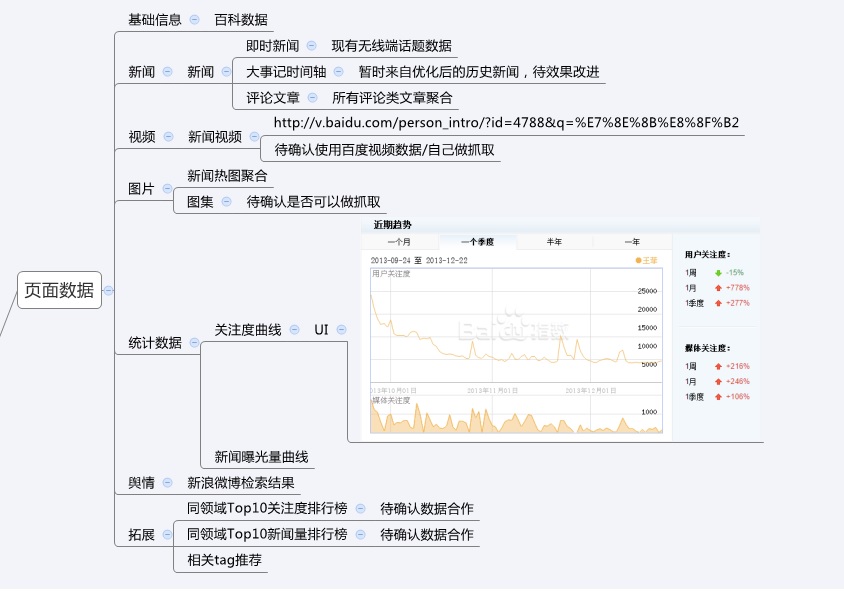 基础信息 百科数据
即时新闻 现有无线端话题数据
新闻 新闻 大事记时间轴 暂时来自优化后的历史新闻，待效果改进
评论文章 所有评论类文章聚合
http://v.baidu.com/person_intro/?id=4788&q=%E7%8E%8B%E8%8F%B2
视频 新闻视频
待确认使用百度视频数据/自己做抓取
新闻热图聚合
图片
图集 待确认是否可以做抓取
近期趋势
一个月 一个季度 半年 一年
2013-09-24 至 2013-12-22 王菲
用户关注度
25000
20000
15000
10000
5000
Baidu指数
013年10月01日 2013年11月01日 2013年12月01日
媒体关注度
1000
用户关注度：
1周 -15%
1月 +778%
1季度 +277%
媒体关注度：
1周 +216%
1月 +246%
1季度 +106%
页面数据
统计数据 关注度曲线 UI
新闻曝光量曲线
舆情 新浪微博检索结果
同领域Top10关注度排行榜 待确认数据合作
拓展 同领域Top10新闻量排行榜 待确认数据合作
相关tag推荐